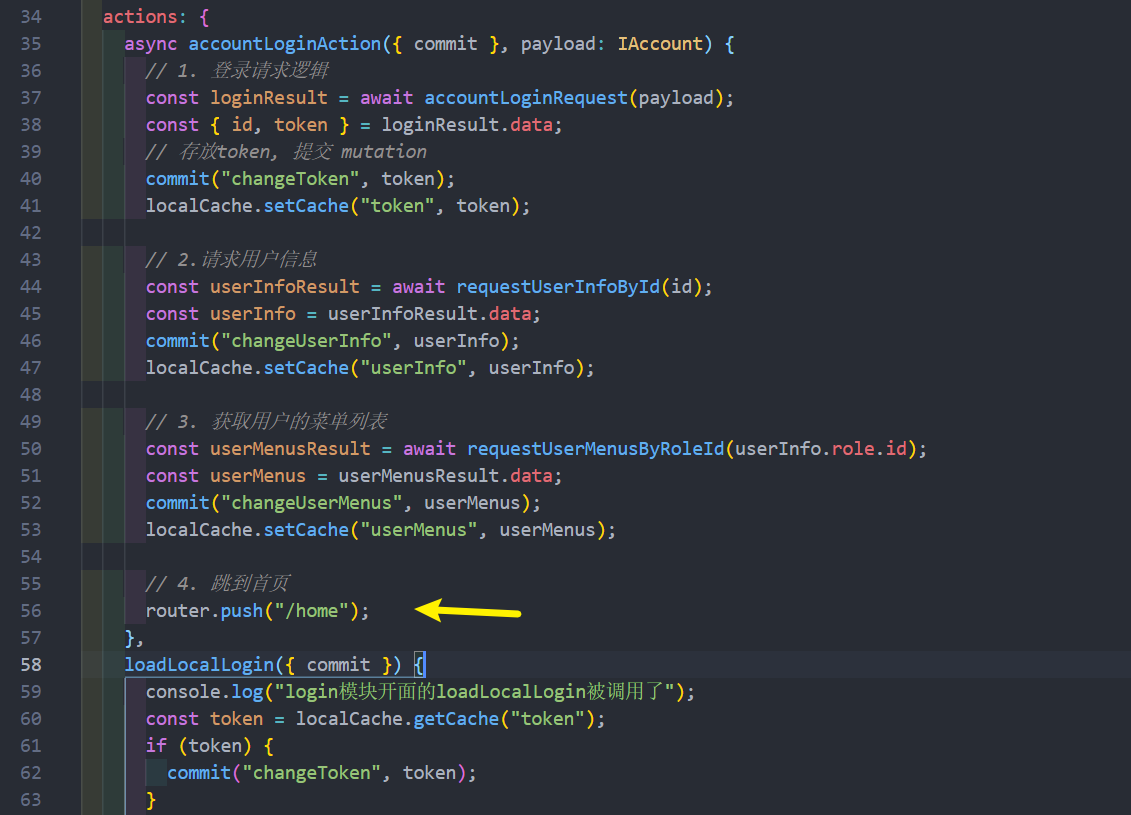 34 actions: {
35 async accountLoginAction({ commit }, payload: IAccount) {
36 // 1. 登录请求逻辑
37 const loginResult = await accountLoginRequest(payload);
38 const { id, token } = loginResult.data;
39 // 存放token, 提交 mutation
40 commit("changeToken", token);
41 localCache.setCache("token", token);
42
43 // 2.请求用户信息
44 const userInfoResult = await requestUserInfoById(id);
45 const userInfo = userInfoResult.data;
46 commit("changeUserInfo", userInfo);
47 localCache.setCache("userInfo", userInfo);
48
49 // 3. 获取用户的菜单列表
50 const userMenusResult = await requestUserMenusByRoleId(userInfo.role.id);
51 const userMenus = userMenusResult.data;
52 commit("changeUserMenus", userMenus);
53 localCache.setCache("userMenus", userMenus);
54
55 // 4. 跳到首页
56 router.push("/home");
57 },
58 loadLocalLogin({ commit }) {
59 console.log("login模块开面的loadLocalLogin被调用了");
60 const token = localCache.getCache("token");
61 if (token) {
62 commit("changeToken", token);
63 }